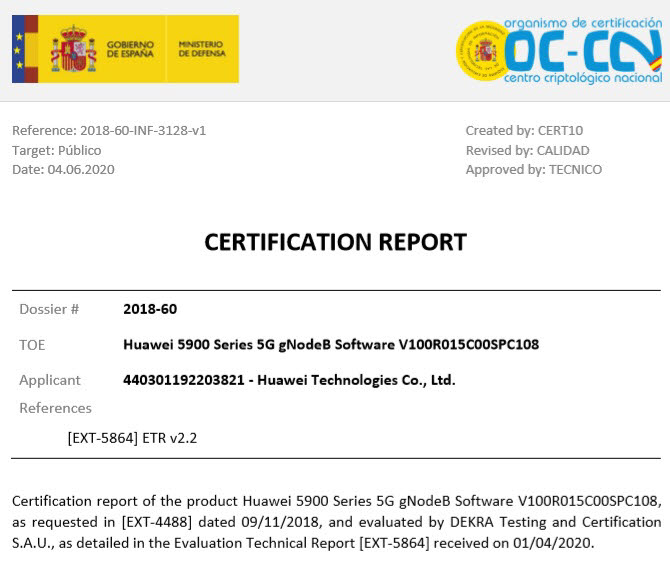 GOBIERNO
DE ESPAÑA
MINISTERIO
DE DEFENSA
organismo de certificación
OC-CCN
centro criptológico nacional
Reference: 2018-60-INF-3128-v1
Target: Público
Date: 04.06.2020
Created by: CERT10
Revised by: CALIDAD
Approved by: TECNICO
CERTIFICATION REPORT
Dossier # 2018-60
TOE Huawei 5900 Series 5G gNodeB Software V100R015C00SPC108
Applicant 440301192203821 - Huawei Technologies Co., Ltd.
References
[EXT-5864] ETR v2.2
Certification report of the product Huawei 5900 Series 5G gNodeB Software V100R015C00SPC108,
as requested in [EXT-4488] dated 09/11/2018, and evaluated by DEKRA Testing and Certification
S.A.U., as detailed in the Evaluation Technical Report [EXT-5864] received on 01/04/2020.